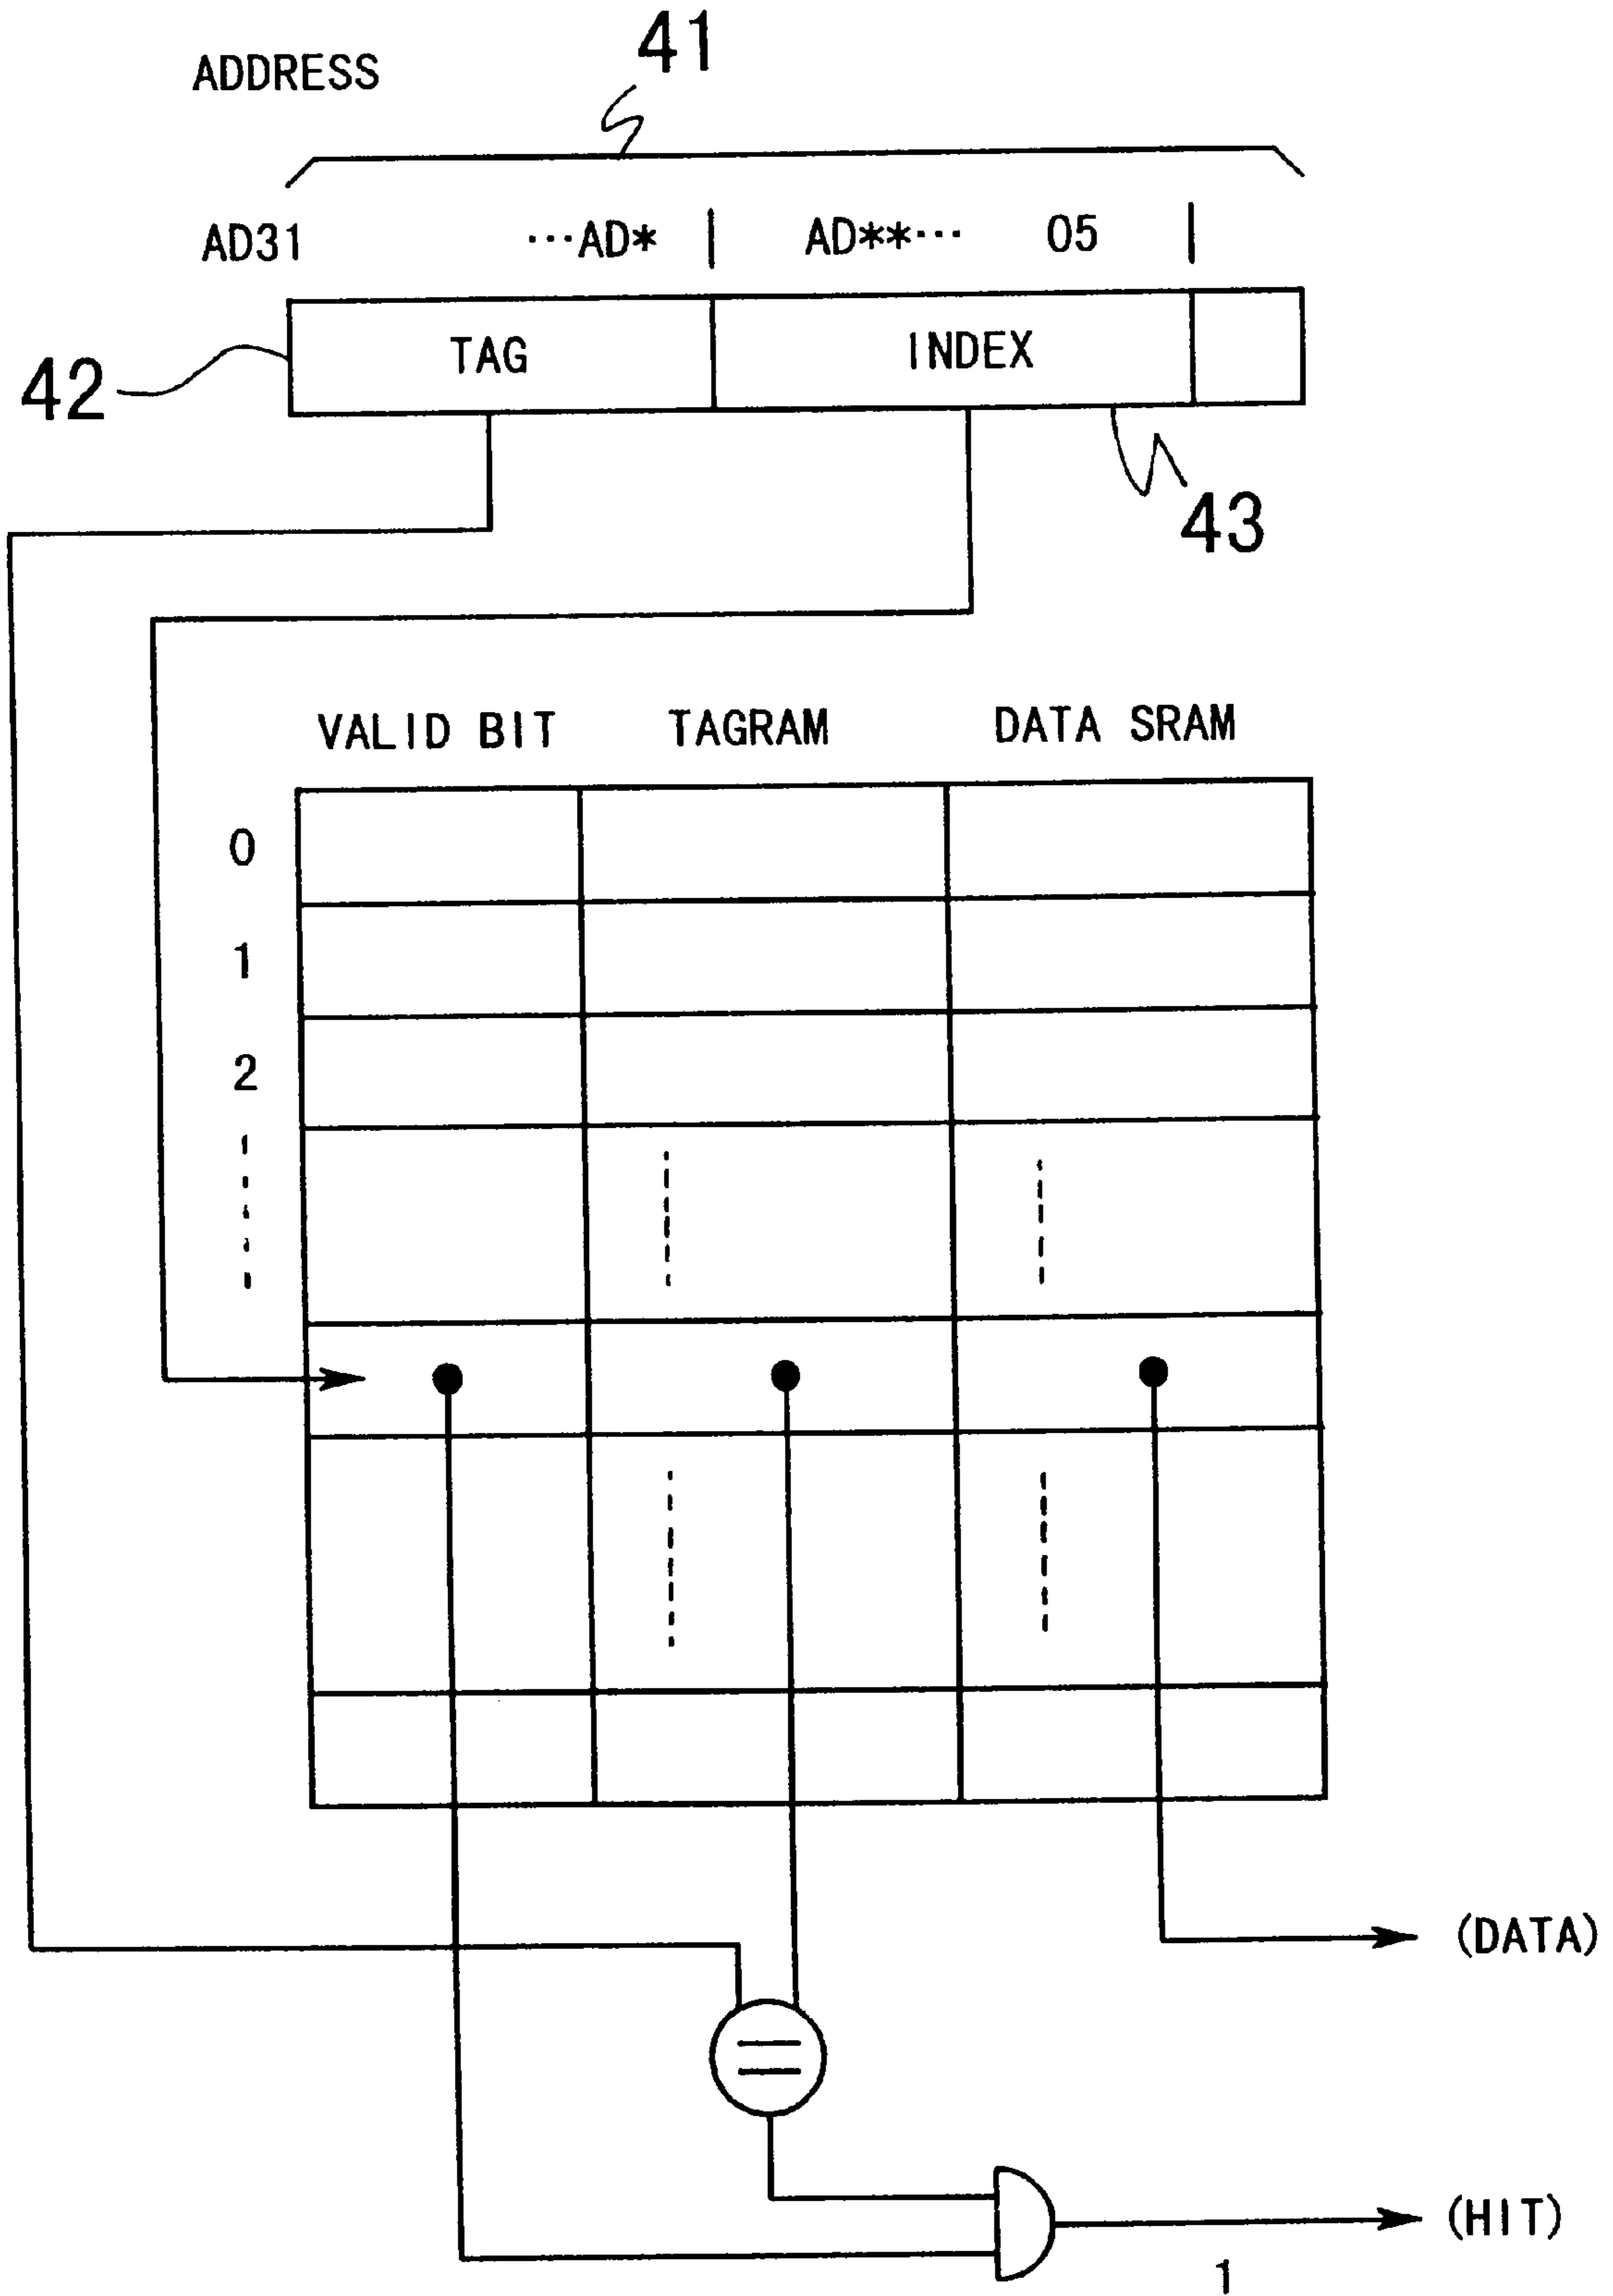 41
ADDRESS
AD31 ···AD* | AD**··· 05 |
TAG INDEX
42
43
VALID BIT TAGRAM DATA SRAM
0
1
2
(DATA)
=
(HIT)
1